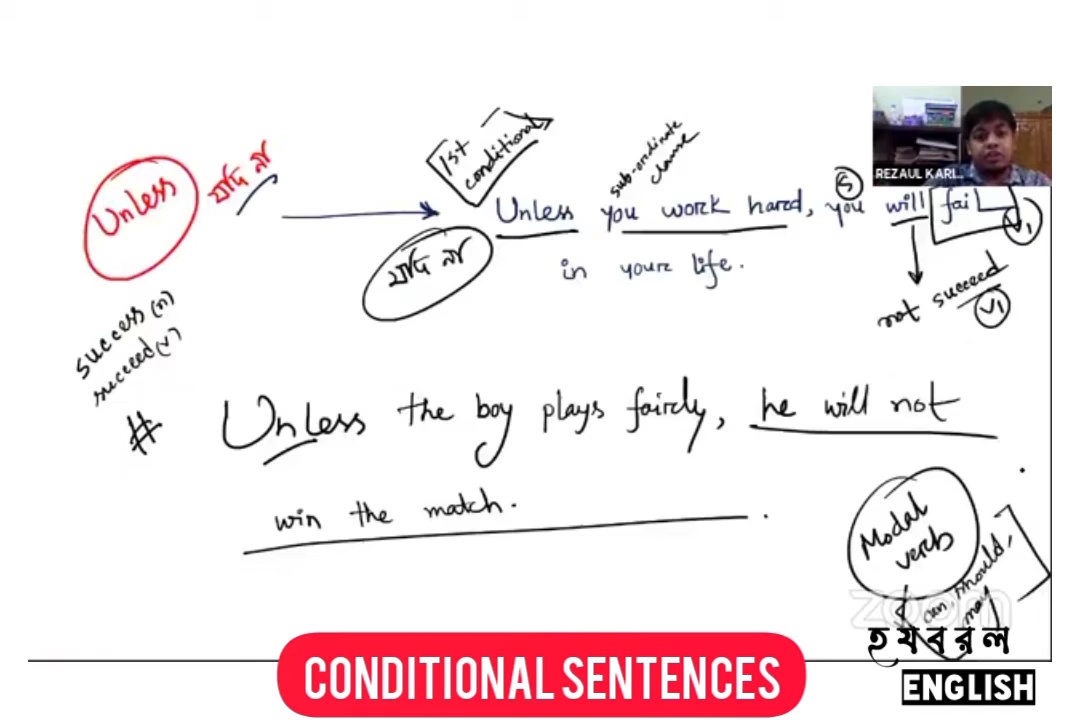 1st
conditional
sub-ordinate
clause
REZAUL KARI...
Unless
যদি না
Unless you work hard, you will fail
S
V1
যদি না
in your life.
not succeed
V1
success (n)
succeed (v)
# Unless the boy plays fairly, he will not
win the match.
Modal
verb
can, should,
may
zoom
হযবরল
CONDITIONAL SENTENCES
ENGLISH